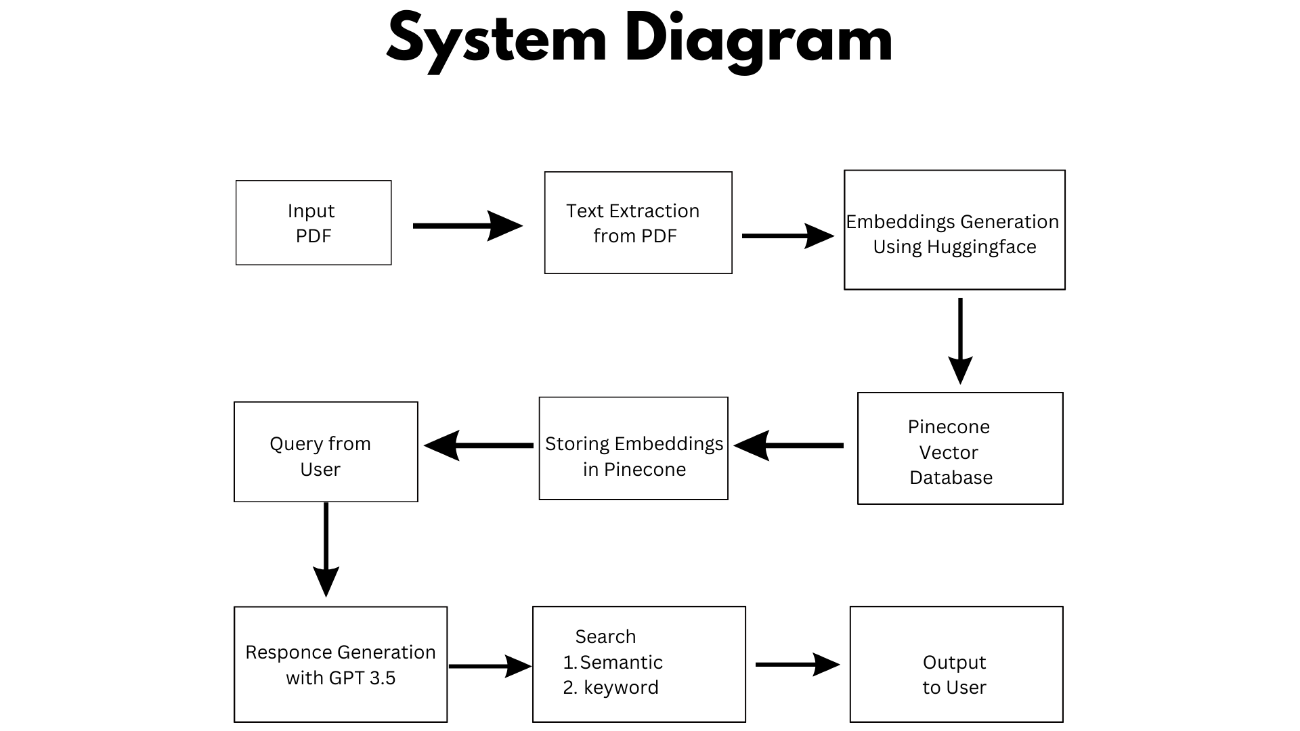 System Diagram
Input
PDF
Text Extraction
from PDF
Embeddings Generation
Using Huggingface
Query from
User
Storing Embeddings
in Pinecone
Pinecone
Vector
Database
Responce Generation
with GPT 3.5
Search
1. Semantic
2. keyword
Output
to User